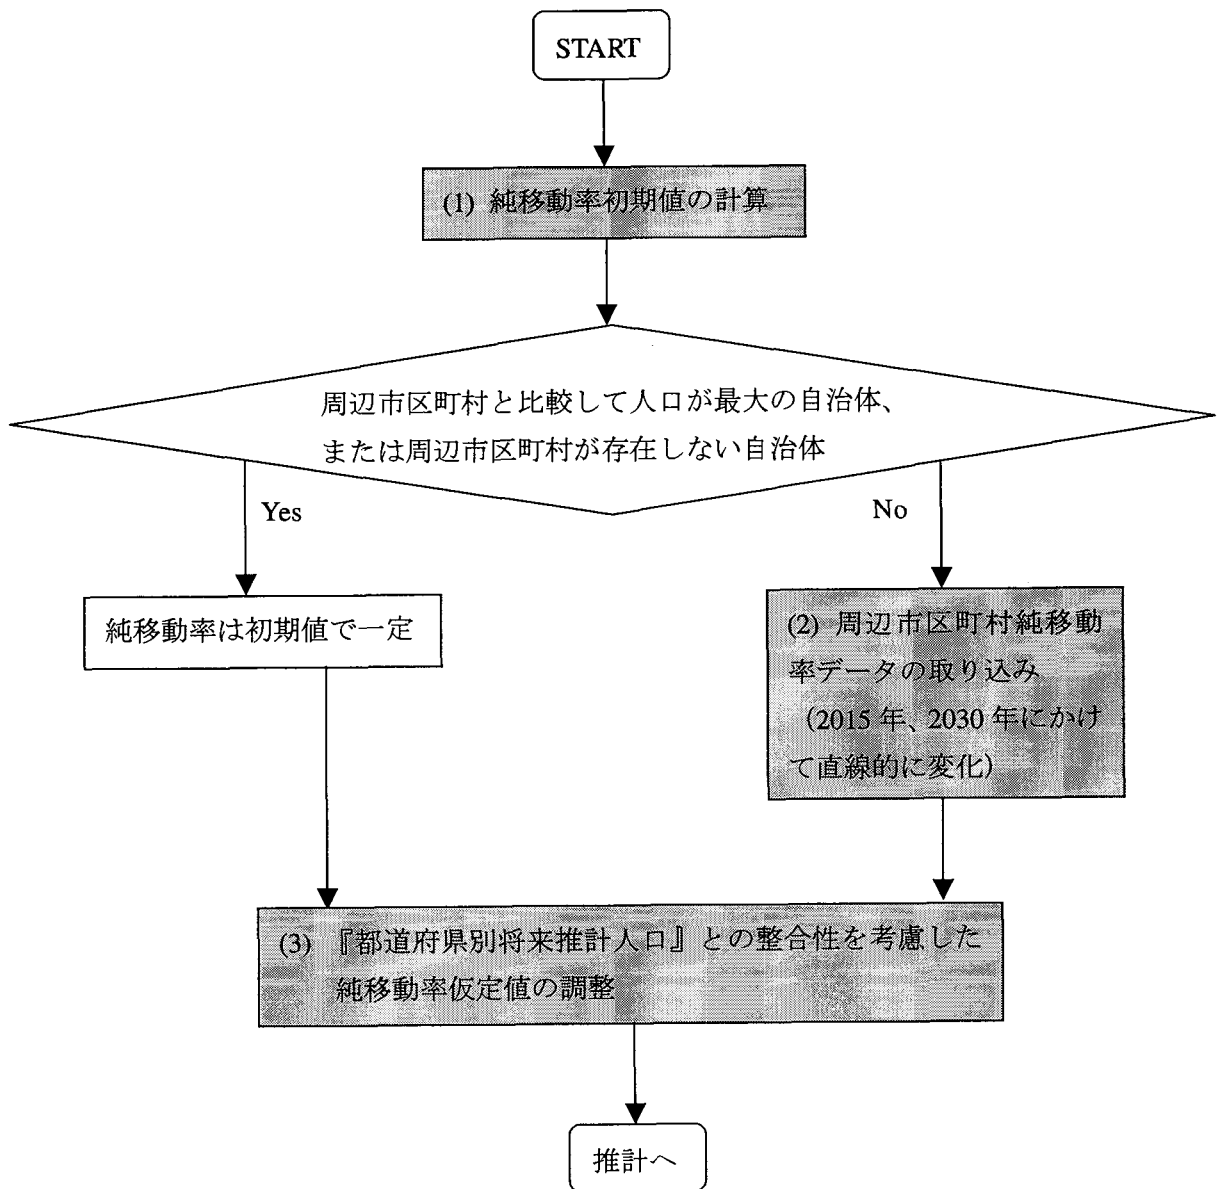 START
(1) 純移動率初期値の計算
周辺市区町村と比較して人口が最大の自治体、
または周辺市区町村が存在しない自治体
Yes
No
純移動率は初期値で一定
(2) 周辺市区町村純移動
率データの取り込み
（2015 年、2030 年にかけ
て直線的に変化）
(3) 『都道府県別将来推計人口』との整合性を考慮した
純移動率仮定値の調整
推計へ